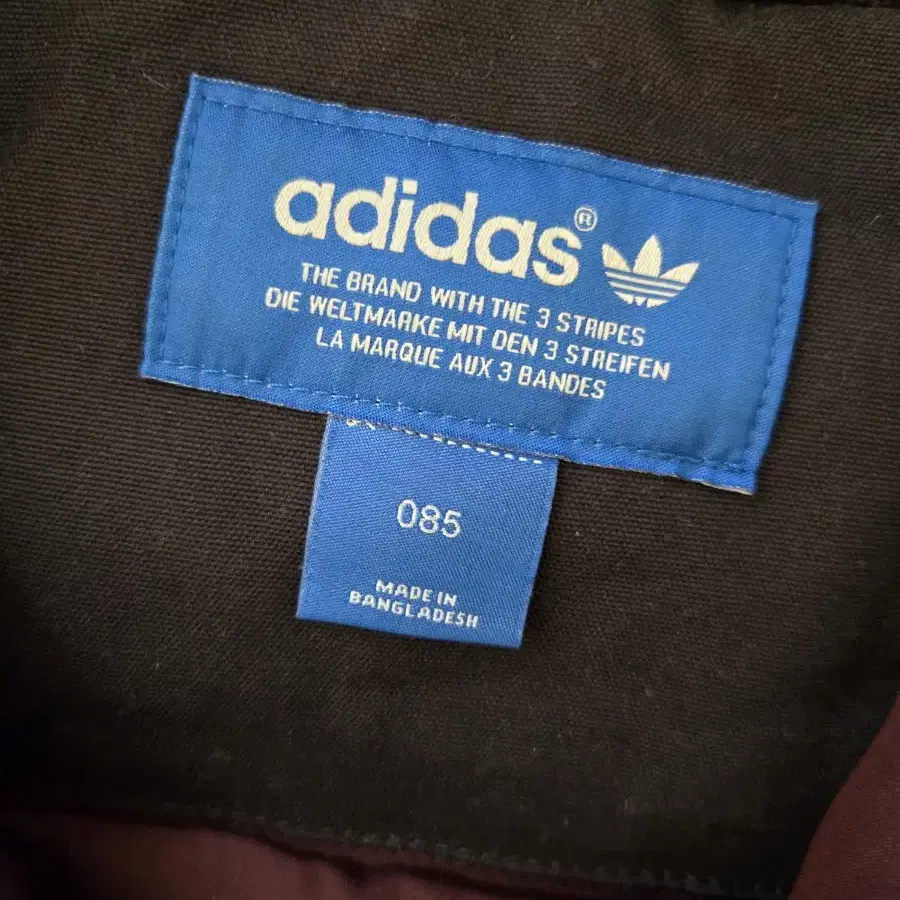 adidas®
THE BRAND WITH THE 3 STRIPES
DIE WELTMARKE MIT DEN 3 STREIFEN
LA MARQUE AUX 3 BANDES
085
MADE IN
BANGLADESH